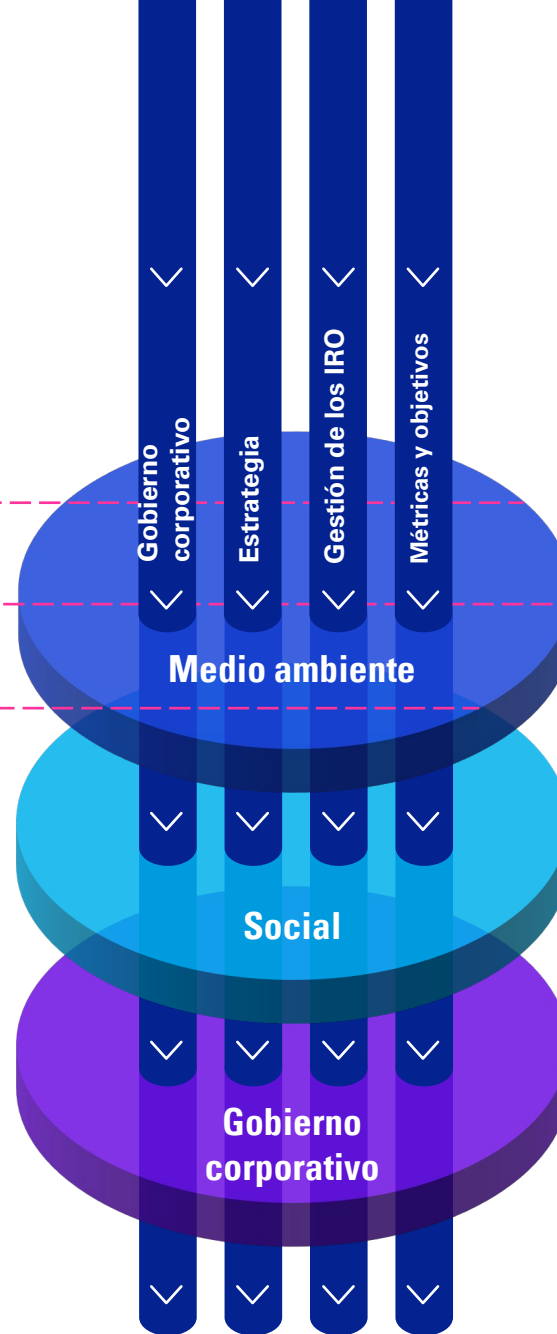 Gobierno
corporativo
Estrategia
Gestión de los IRO
Métricas y objetivos
Medio ambiente
Social
Gobierno
corporativo